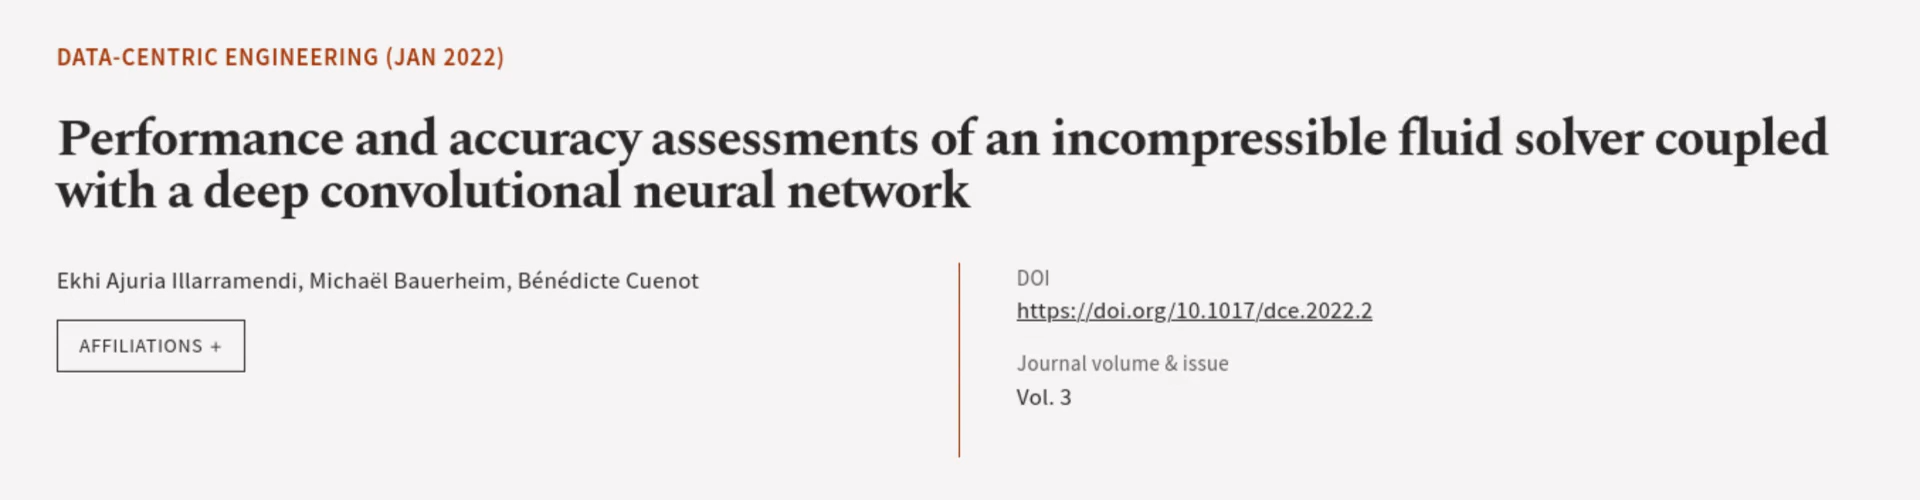 DATA-CENTRIC ENGINEERING (JAN 2022)
Performance and accuracy assessments of an incompressible fluid solver coupled
with a deep convolutional neural network
Ekhi Ajuria Illarramendi, Michaël Bauerheim, Bénédicte Cuenot
AFFILIATIONS +
DOI
https://doi.org/10.1017/dce.2022.2
Journal volume & issue
Vol. 3